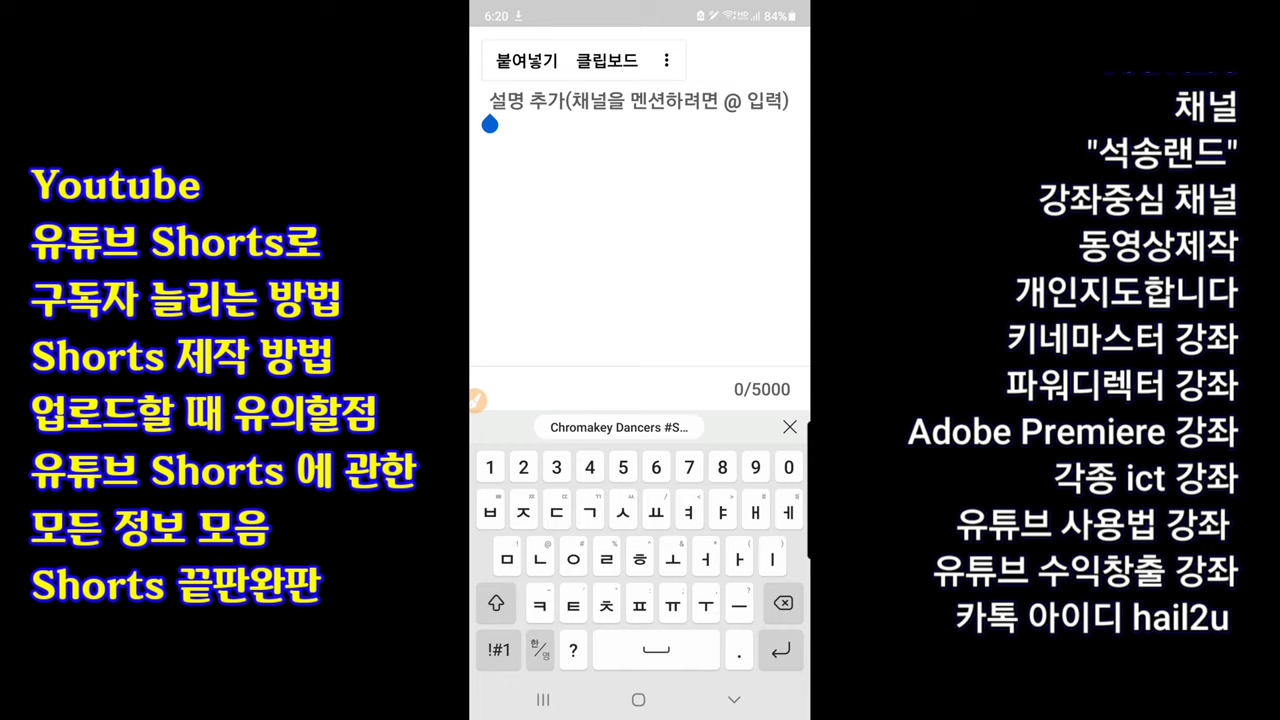 Youtube
유튜브 Shorts로
구독자 늘리는 방법
Shorts 제작 방법
업로드할 때 유의할점
유튜브 Shorts 에 관한
모든 정보 모음
Shorts 끝판완판
6:20
84%
붙여넣기 클립보드
설명 추가(채널을 멘션하려면 @ 입력)
0/5000
Chromakey Dancers #S...
1 2 3 4 5 6 7 8 9 0
ㅂ ㅈ ㄷ ㄱ ㅅ ㅛ ㅕ ㅑ ㅐ ㅔ
ㅁ ㄴ ㅇ ㄹ ㅎ ㅗ ㅓ ㅏ ㅣ
ㅋ ㅌ ㅊ ㅍ ㅠ ㅜ ㅡ
!#1 한/영 ? .
채널
"석송랜드"
강좌중심 채널
동영상제작
개인지도합니다
키네마스터 강좌
파워디렉터 강좌
Adobe Premiere 강좌
각종 ict 강좌
유튜브 사용법 강좌
유튜브 수익창출 강좌
카톡 아이디 hail2u